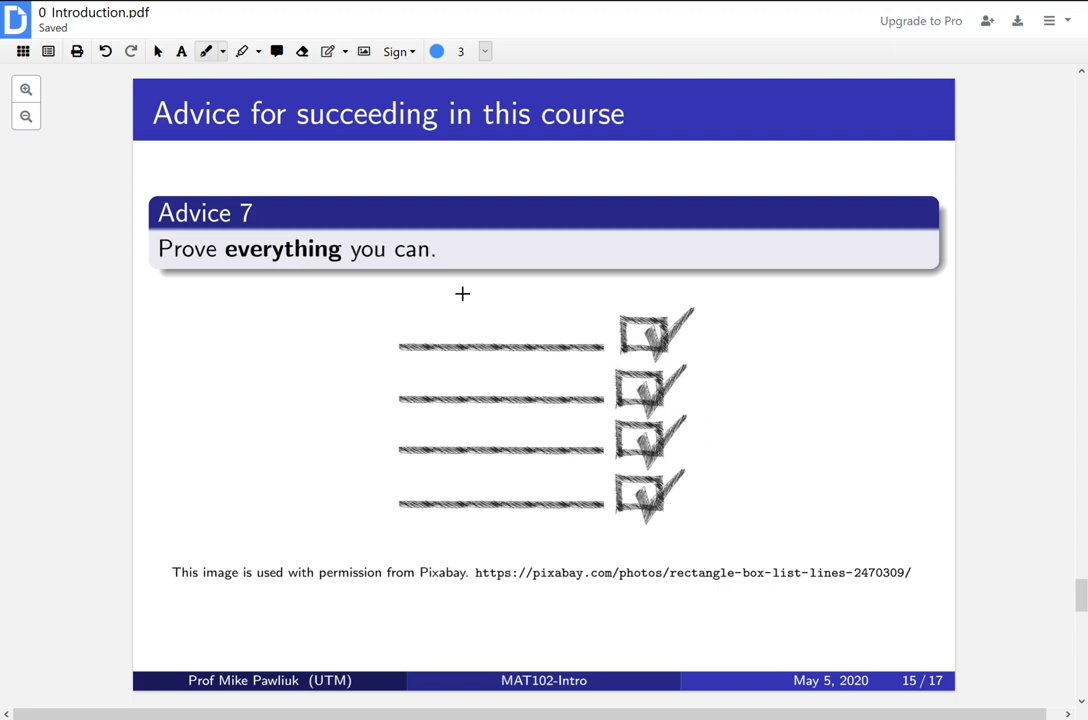 0 Introduction.pdf
Saved
Upgrade to Pro
A
Sign
3
Advice for succeeding in this course
Advice 7
Prove everything you can.
This image is used with permission from Pixabay. https://pixabay.com/photos/rectangle-box-list-lines-2470309/
Prof Mike Pawliuk (UTM) MAT102-Intro May 5, 2020 15 / 17